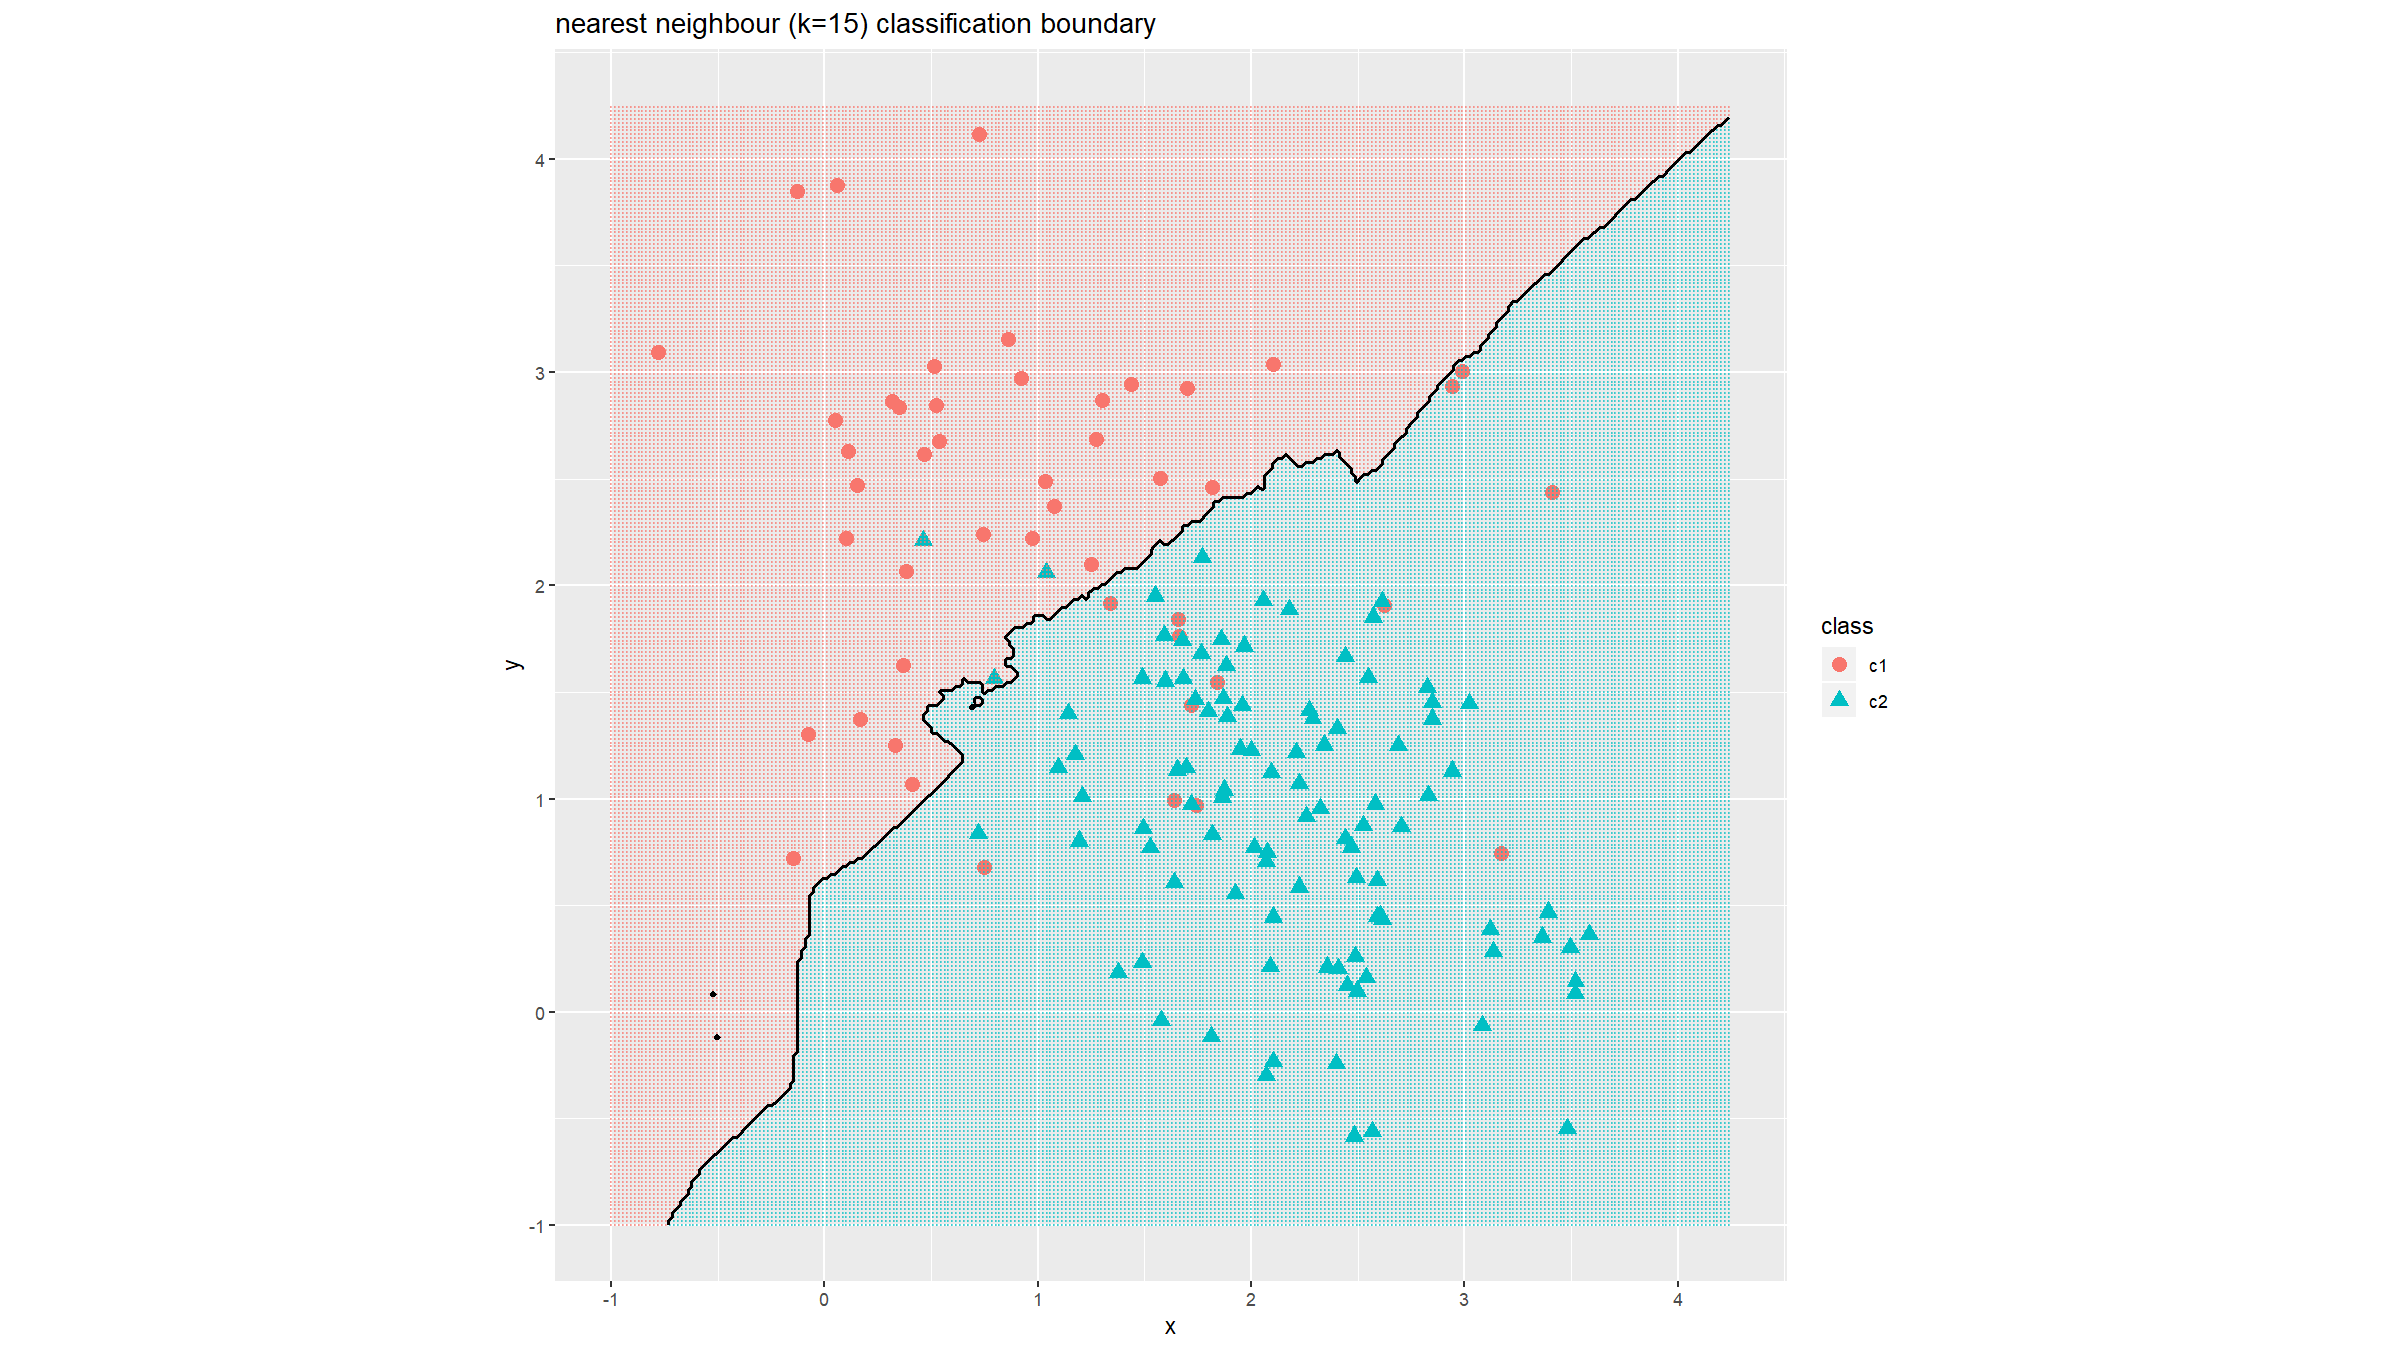 nearest neighbour (k=15) classification boundary
4
3
2
1
0
-1
y
-1 0 1 2 3 4
x
class
c1
c2